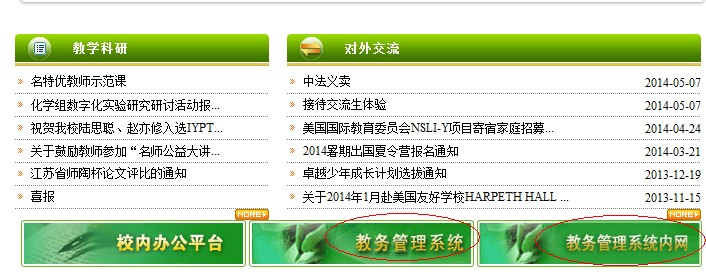 教学科研
名特优教师示范课
化学组数字化实验研究研讨活动报...
祝贺我校陆思聪、赵亦修入选IYPT...
关于鼓励教师参加“名师公益大讲...
江苏省师陶杯论文评比的通知
喜报
MORE
对外交流
中法义卖 2014-05-07
接待交流生体验 2014-05-07
美国国际教育委员会NSLI-Y项目寄宿家庭招募... 2014-04-24
2014暑期出国夏令营报名通知 2014-03-21
卓越少年成长计划选拔通知 2013-12-19
关于2014年1月赴美国友好学校HARPETH HALL ... 2013-11-15
MORE
校内办公平台
教务管理系统
教务管理系统内网